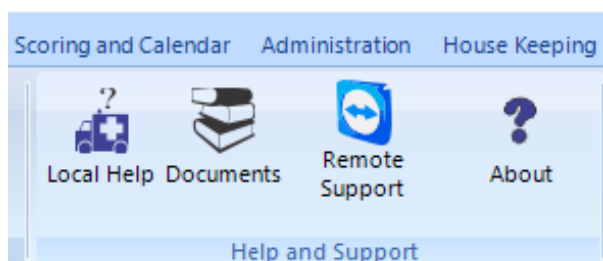 Scoring and Calendar Administration House Keeping
?
Local Help Documents Remote Support About
Help and Support